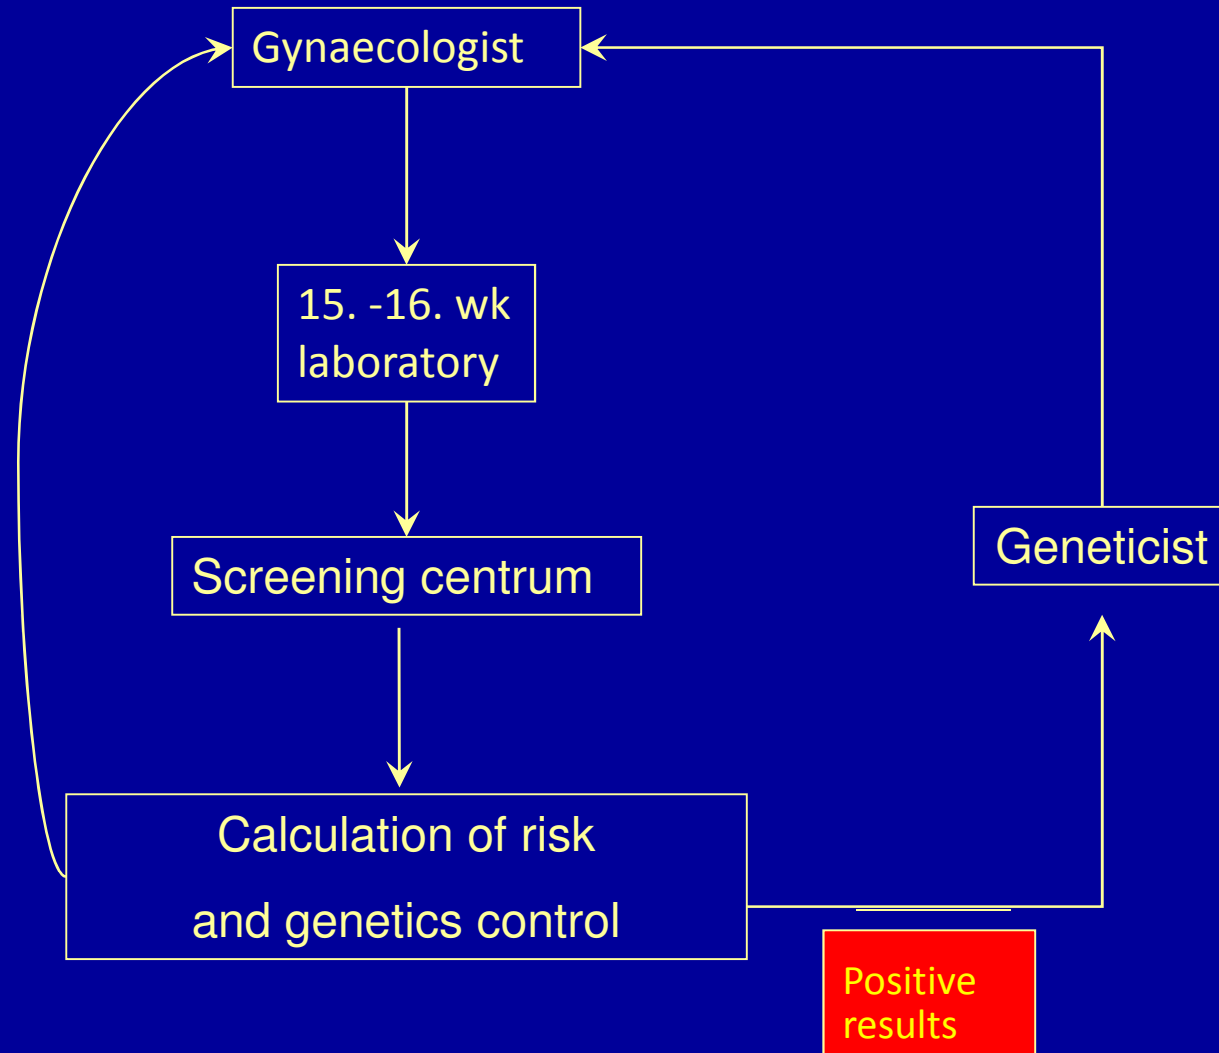 Gynaecologist
15. -16. wk
laboratory
Screening centrum
Geneticist
Calculation of risk
and genetics control
Positive
results